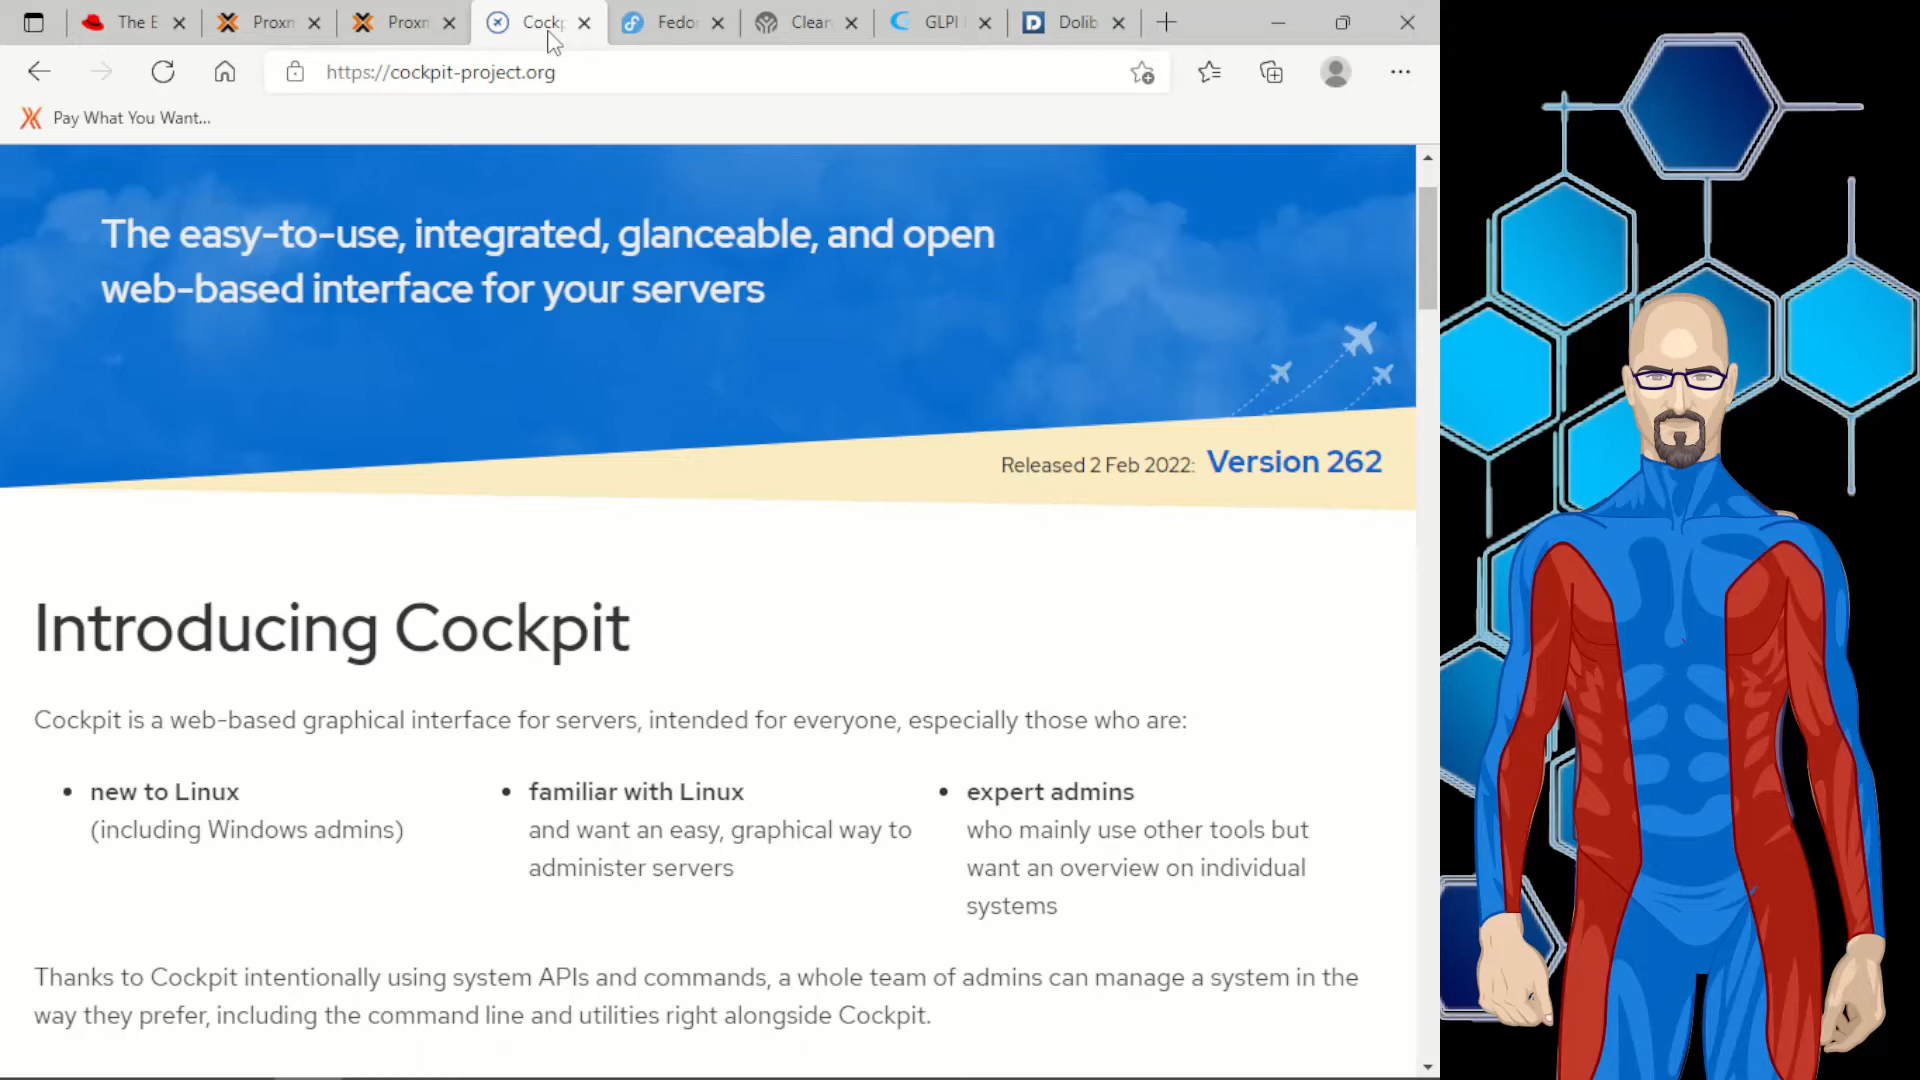 The E
Proxm
Proxm
Cockp
Fedor
Clear
GLPI
Dolib
https://cockpit-project.org
Pay What You Want...
The easy-to-use, integrated, glanceable, and open
web-based interface for your servers
Released 2 Feb 2022: Version 262
Introducing Cockpit
Cockpit is a web-based graphical interface for servers, intended for everyone, especially those who are:
• new to Linux
(including Windows admins)
• familiar with Linux
and want an easy, graphical way to
administer servers
• expert admins
who mainly use other tools but
want an overview on individual
systems
Thanks to Cockpit intentionally using system APIs and commands, a whole team of admins can manage a system in the
way they prefer, including the command line and utilities right alongside Cockpit.